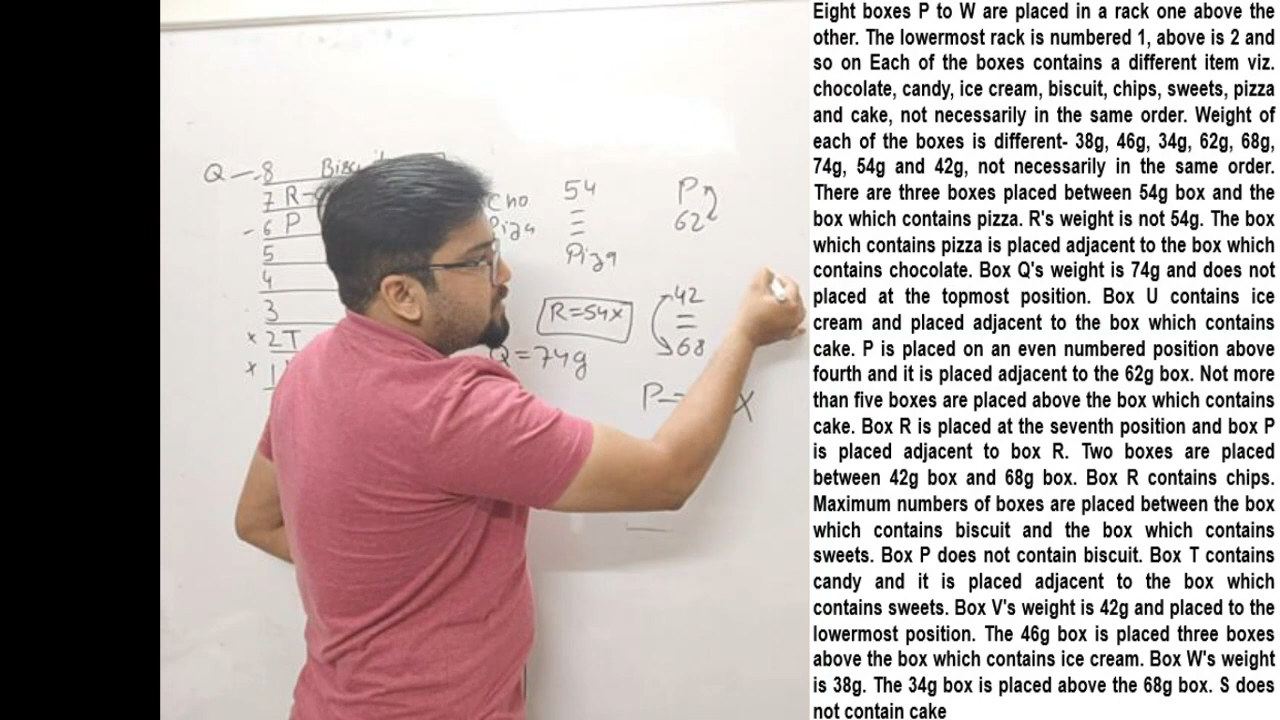 Q - 8 Biscuit
7 R-
6 P
5
4
3
x 2 T
x 1
Cho
Piza
54
Piza
P
62
R=54x
42
68
Q = 74g
P-
X
Eight boxes P to W are placed in a rack one above the
other. The lowermost rack is numbered 1, above is 2 and
so on Each of the boxes contains a different item viz.
chocolate, candy, ice cream, biscuit, chips, sweets, pizza
and cake, not necessarily in the same order. Weight of
each of the boxes is different- 38g, 46g, 34g, 62g, 68g,
74g, 54g and 42g, not necessarily in the same order.
There are three boxes placed between 54g box and the
box which contains pizza. R's weight is not 54g. The box
which contains pizza is placed adjacent to the box which
contains chocolate. Box Q's weight is 74g and does not
placed at the topmost position. Box U contains ice
cream and placed adjacent to the box which contains
cake. P is placed on an even numbered position above
fourth and it is placed adjacent to the 62g box. Not more
than five boxes are placed above the box which contains
cake. Box R is placed at the seventh position and box P
is placed adjacent to box R. Two boxes are placed
between 42g box and 68g box. Box R contains chips.
Maximum numbers of boxes are placed between the box
which contains biscuit and the box which contains
sweets. Box P does not contain biscuit. Box T contains
candy and it is placed adjacent to the box which
contains sweets. Box V's weight is 42g and placed to the
lowermost position. The 46g box is placed three boxes
above the box which contains ice cream. Box W's weight
is 38g. The 34g box is placed above the 68g box. S does
not contain cake